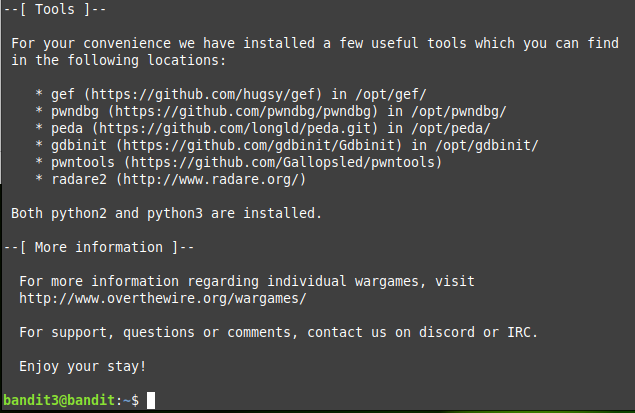 --[ Tools ]--
For your convenience we have installed a few useful tools which you can find
in the following locations:
* gef (https://github.com/hugsy/gef) in /opt/gef/
* pwndbg (https://github.com/pwndbg/pwndbg) in /opt/pwndbg/
* peda (https://github.com/longld/peda.git) in /opt/peda/
* gdbinit (https://github.com/gdbinit/Gdbinit) in /opt/gdbinit/
* pwntools (https://github.com/Gallopsled/pwntools)
* radare2 (http://www.radare.org/)
Both python2 and python3 are installed.
--[ More information ]--
For more information regarding individual wargames, visit
http://www.overthewire.org/wargames/
For support, questions or comments, contact us on discord or IRC.
Enjoy your stay!
bandit3@bandit:~$